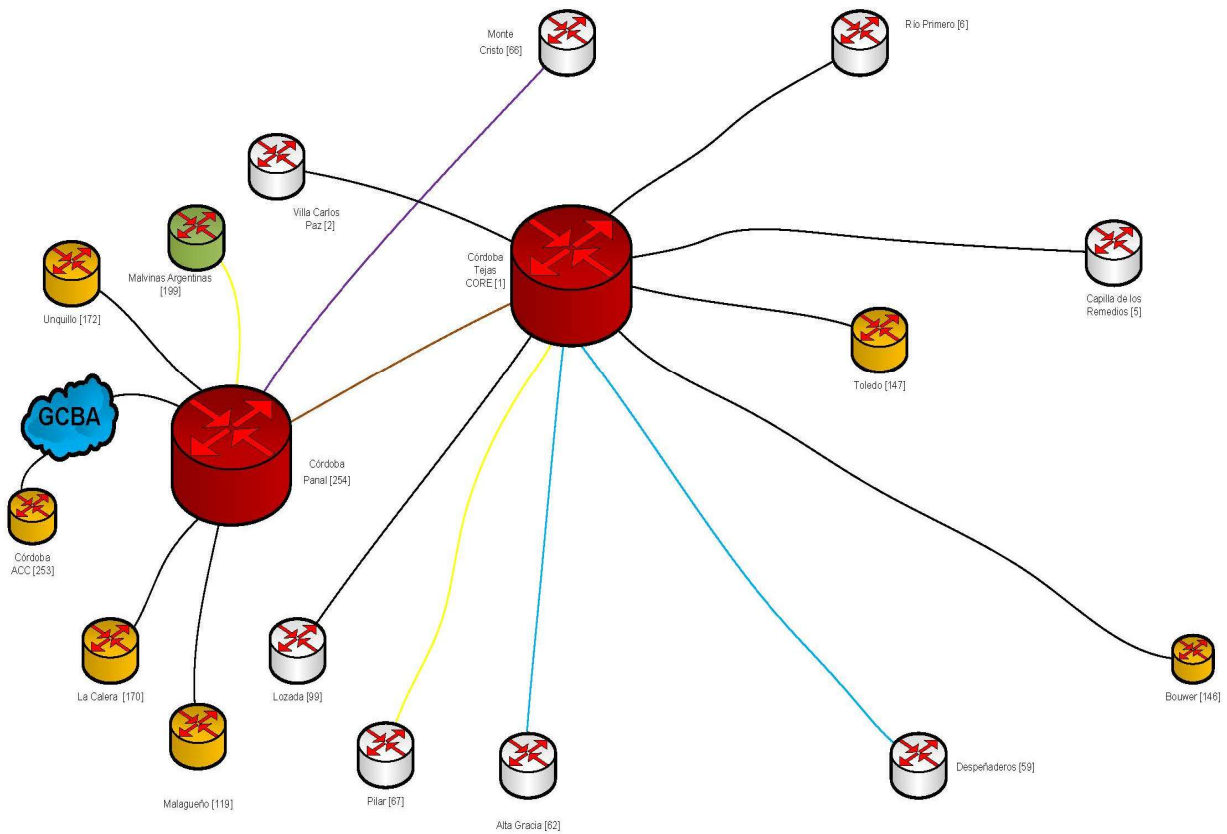 Monte
Cristo [66]
Río Primero [6]
Villa Carlos
Paz [2]
Córdoba
Tejas
CORE [1]
Malvinas Argentinas
[199]
Unquillo [172]
Capilla de los
Remedios [5]
Toledo [147]
GCBA
Córdoba
Panal [254]
Córdoba
ACC [253]
La Calera [170]
Lozada [99]
Bouwer [146]
Malagueño [119]
Pilar [67]
Alta Gracia [62]
Despeñaderos [59]